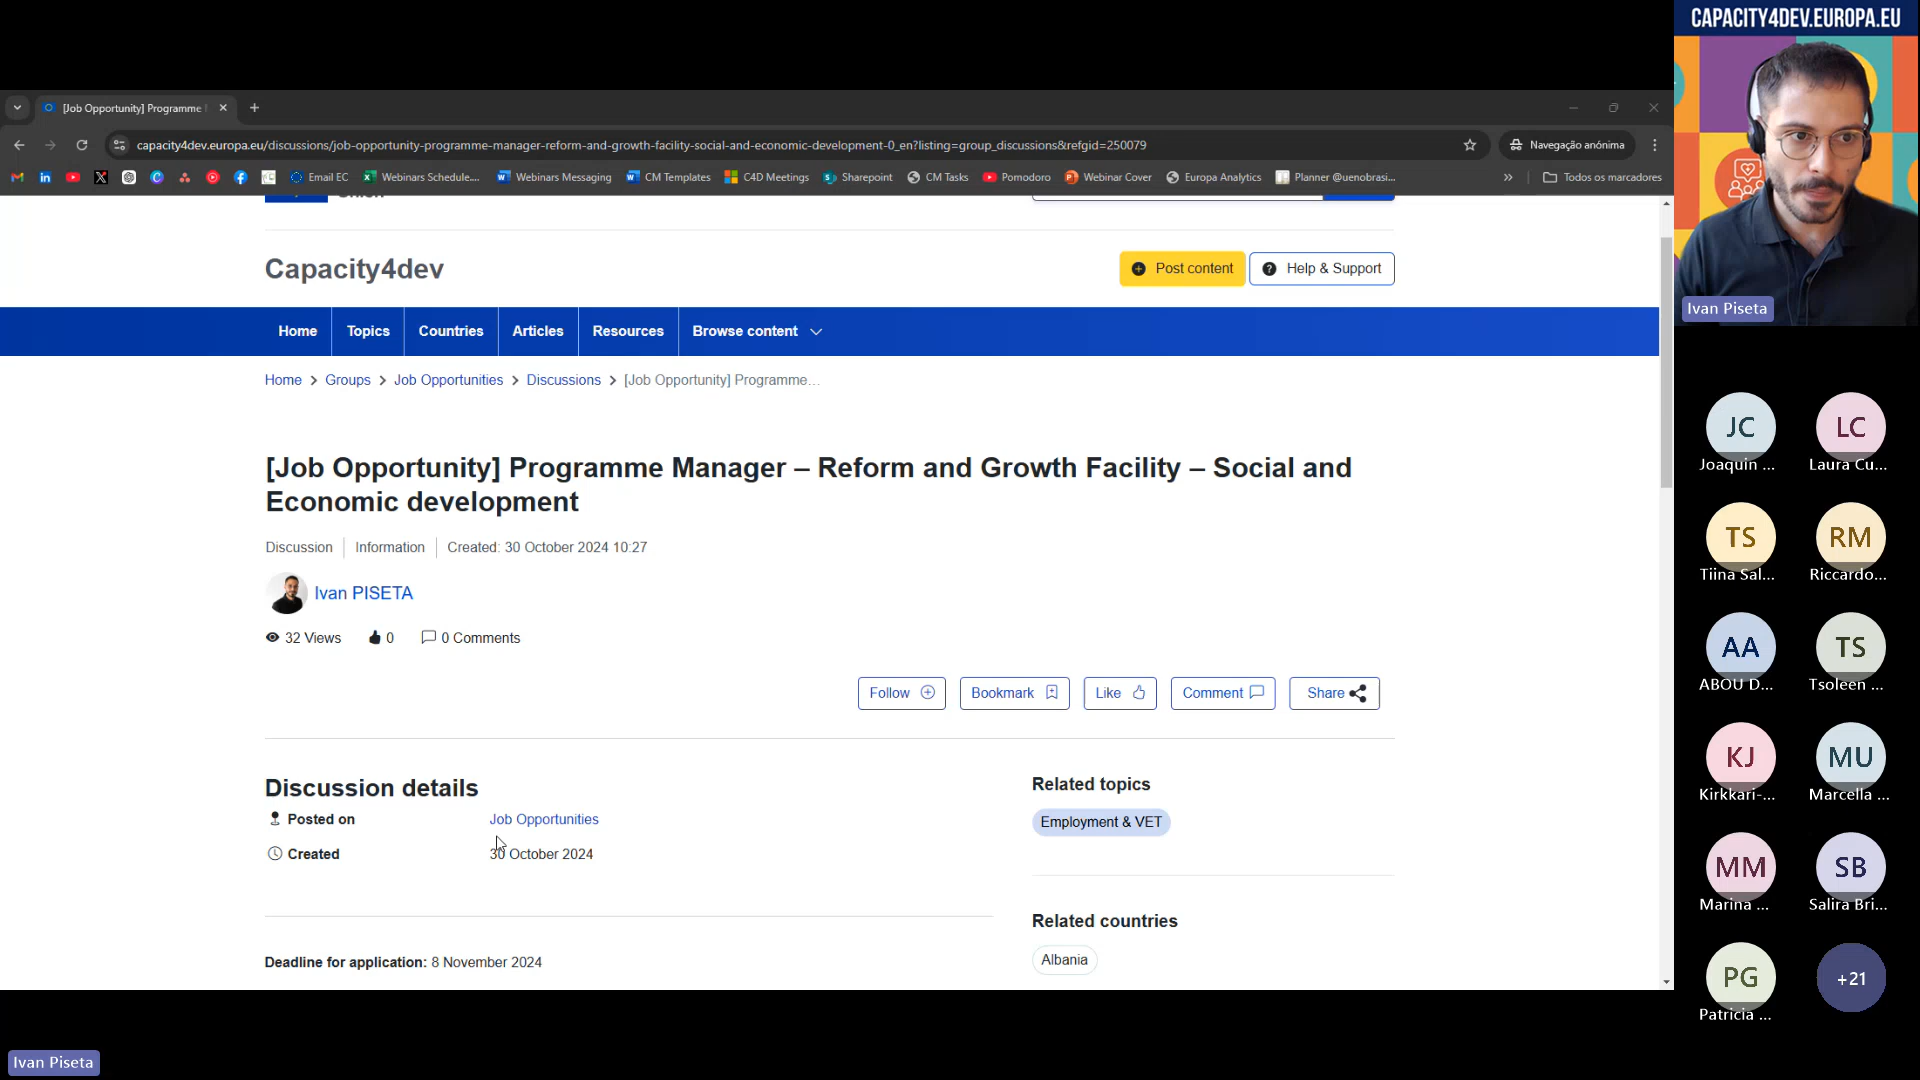 CAPACITY4DEV.EUROPA.EU
[Job Opportunity] Programme
capacity4dev.europa.eu/discussions/job-opportunity-programme-manager-reform-and-growth-facility-social-and-economic-development-0_en?listing=group_discussions&refgid=250079
Navegação anónima
Email EC
Webinars Schedule....
Webinars Messaging
CM Templates
C4D Meetings
Sharepoint
CM Tasks
Pomodoro
Webinar Cover
Europa Analytics
Planner @uenobrasi...
Todos os marcadores
Capacity4dev
Post content
Help & Support
Home
Topics
Countries
Articles
Resources
Browse content
Home > Groups > Job Opportunities > Discussions > [Job Opportunity] Programme...
[Job Opportunity] Programme Manager – Reform and Growth Facility – Social and
Economic development
Discussion
Information
Created: 30 October 2024 10:27
Ivan PISETA
32 Views
0
0 Comments
Follow
Bookmark
Like
Comment
Share
Discussion details
Posted on
Job Opportunities
Created
30 October 2024
Deadline for application: 8 November 2024
Related topics
Employment & VET
Related countries
Albania
Ivan Piseta
JC
Joaquin ...
LC
Laura Cu...
TS
Tiina Sal...
RM
Riccardo...
AA
ABOU D...
TS
Tsoleen ...
KJ
Kirkkari-...
MU
Marcella ...
MM
Marina ...
SB
Salira Bri...
PG
Patricia ...
+21
Ivan Piseta